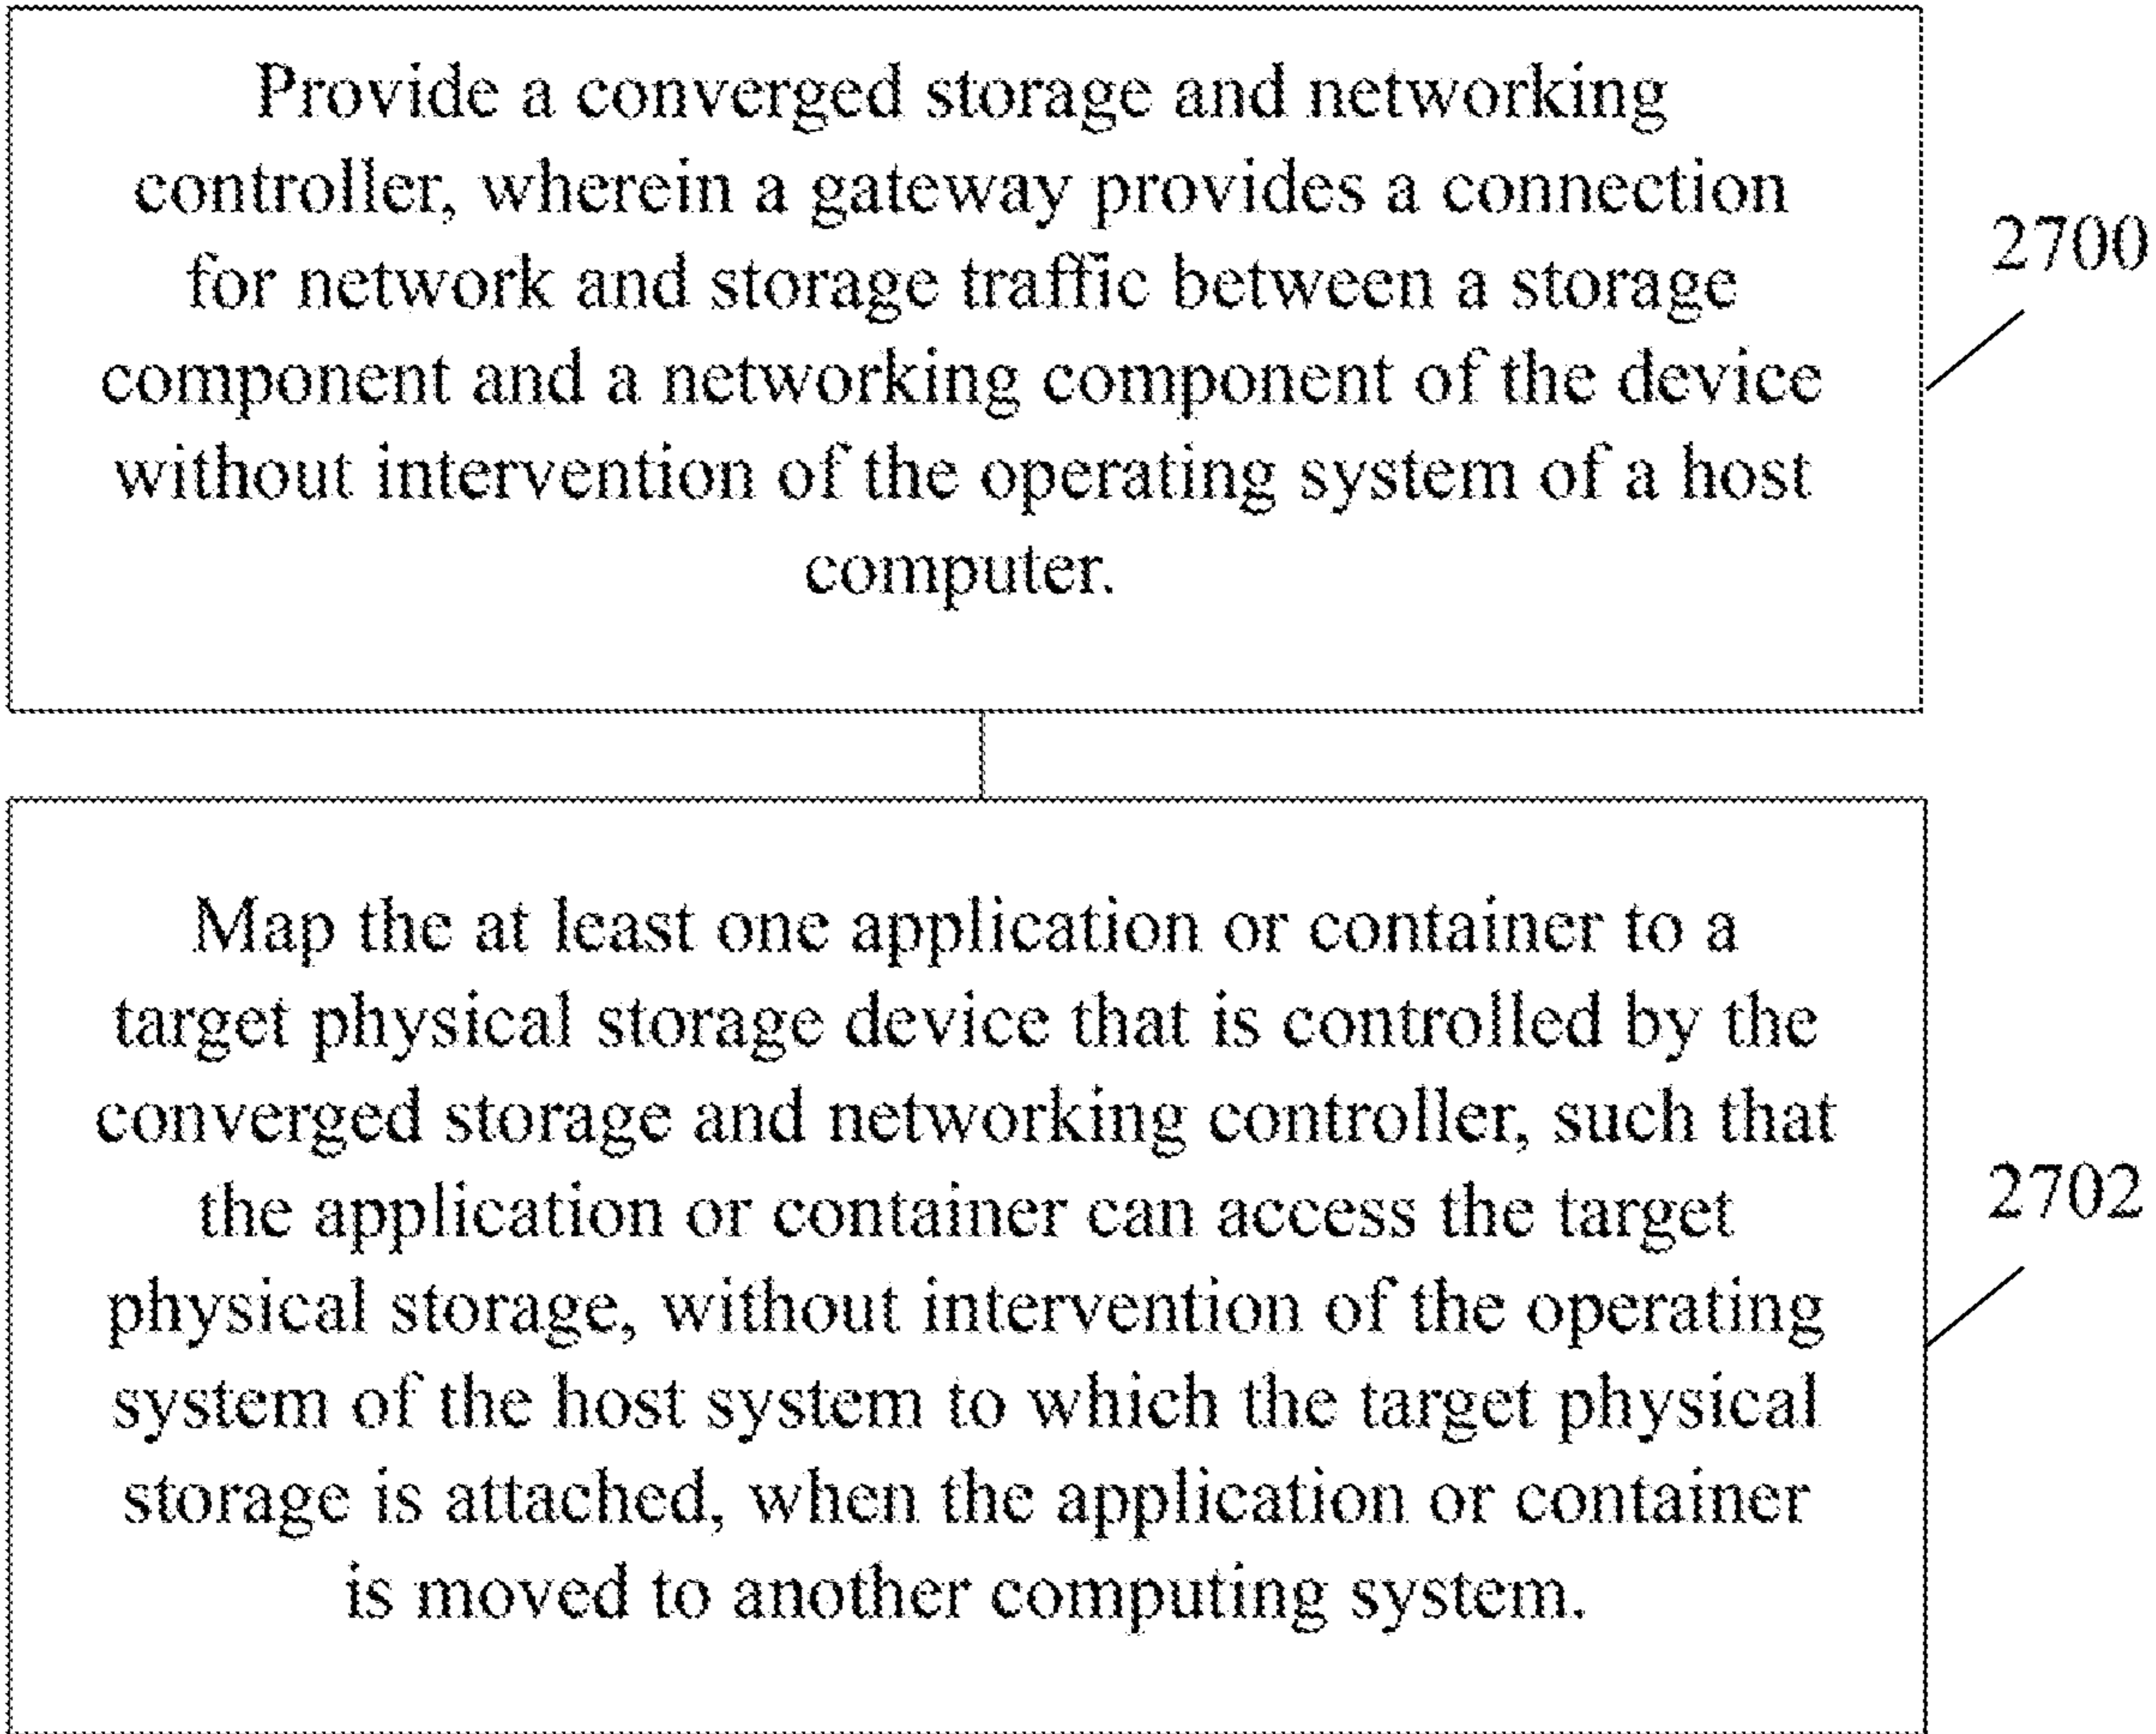 Provide a converged storage and networking
controller, wherein a gateway provides a connection
for network and storage traffic between a storage
component and a networking component of the device
without intervention of the operating system of a host
computer.
2700
Map the at least one application or container to a
target physical storage device that is controlled by the
converged storage and networking controller, such that
the application or container can access the target
physical storage, without intervention of the operating
system of the host system to which the target physical
storage is attached, when the application or container
is moved to another computing system.
2702